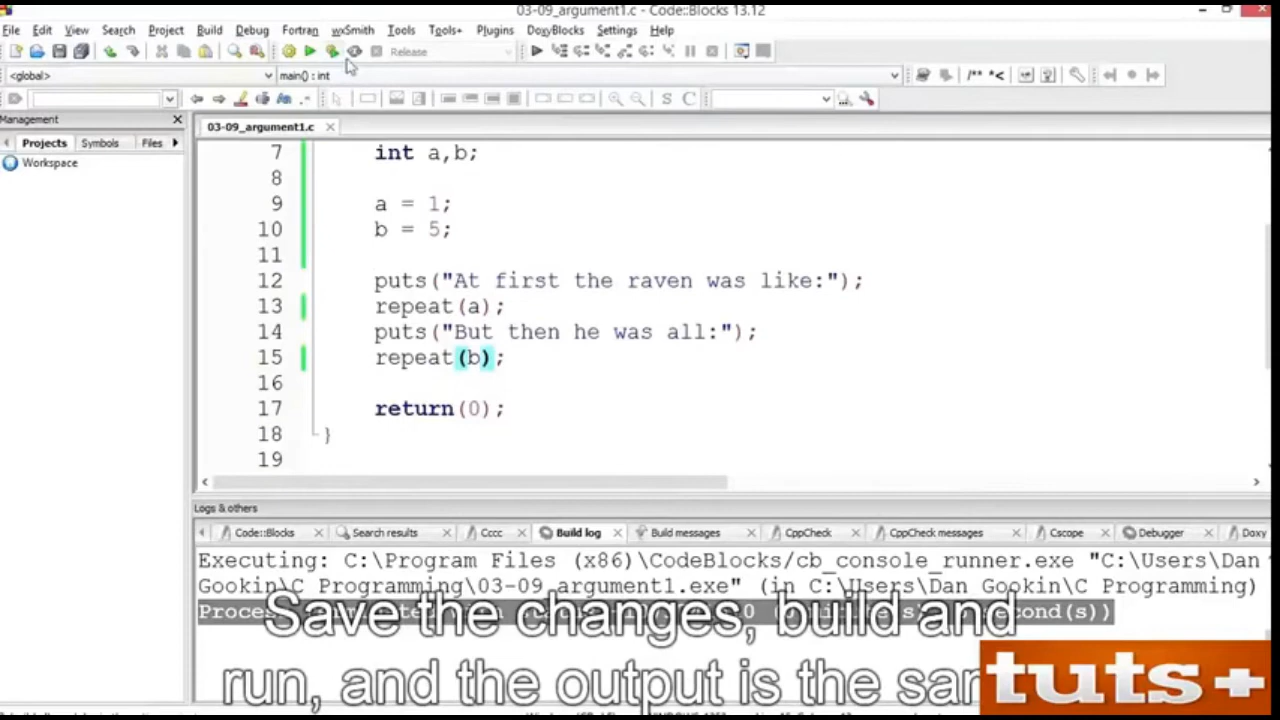 03-09_argument1.c - Code::Blocks 13.12
File Edit View Search Project Build Debug Fortran wxSmith Tools Tools+ Plugins DoxyBlocks Settings Help
Release
<global> main() : int
/** *<
S C
Management
03-09_argument1.c
Projects Symbols Files
Workspace
7 int a,b;
8
9 a = 1;
10 b = 5;
11
12 puts("At first the raven was like:");
13 repeat(a);
14 puts("But then he was all:");
15 repeat(b);
16
17 return(0);
18 }
19
Logs & others
Code::Blocks Search results Cccc Build log Build messages CppCheck CppCheck messages Cscope Debugger Doxy
Executing: C:\Program Files (x86)\CodeBlocks/cb_console_runner.exe "C:\Users\Dan
Gookin\C Programming\03-09_argument1.exe" (in C:\Users\Dan Gookin\C Programming)
Save the changes, build and
run, and the output is the
tuts+